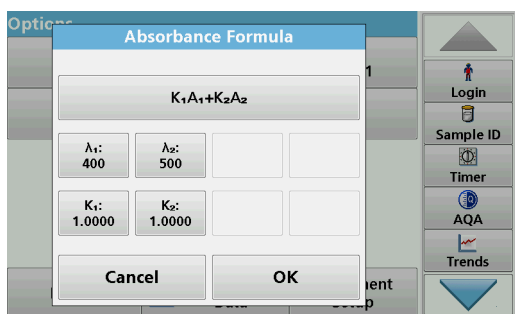 Options
Absorbance Formula
1
K₁A₁+K₂A₂
λ₁:
400
λ₂:
500
K₁:
1.0000
K₂:
1.0000
Cancel
OK
Login
Sample ID
Timer
AQA
Trends